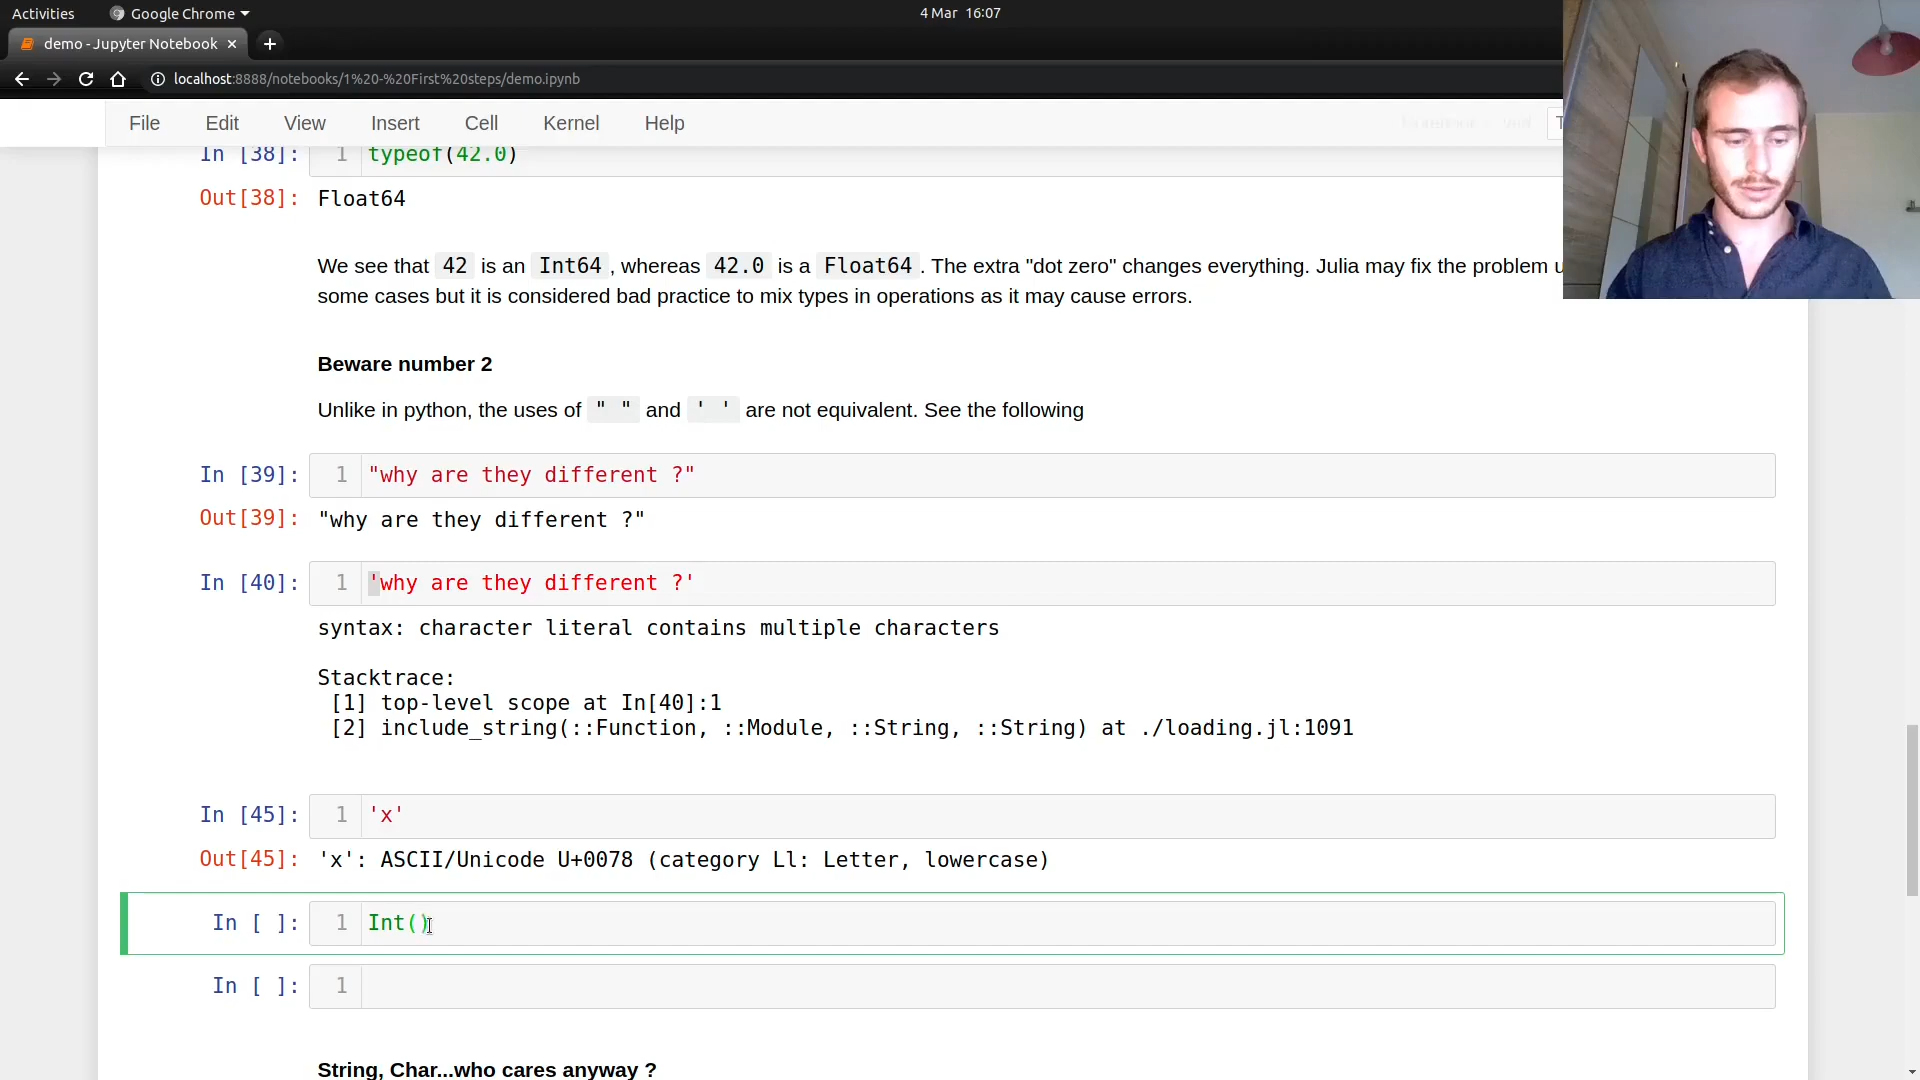 Activities
Google Chrome
4 Mar 16:07
demo - Jupyter Notebook
localhost:8888/notebooks/1%20-%20First%20steps/demo.ipynb
File Edit View Insert Cell Kernel Help
In [38]: 1 typeof(42.0)
Out[38]: Float64
We see that 42 is an Int64, whereas 42.0 is a Float64. The extra "dot zero" changes everything. Julia may fix the problem
some cases but it is considered bad practice to mix types in operations as it may cause errors.
Beware number 2
Unlike in python, the uses of " " and ' ' are not equivalent. See the following
In [39]: 1 "why are they different ?"
Out[39]: "why are they different ?"
In [40]: 1 'why are they different ?'
syntax: character literal contains multiple characters
Stacktrace:
[1] top-level scope at In[40]:1
[2] include_string(::Function, ::Module, ::String, ::String) at ./loading.jl:1091
In [45]: 1 'x'
Out[45]: 'x': ASCII/Unicode U+0078 (category Ll: Letter, lowercase)
In [ ]: 1 Int()
In [ ]: 1
String, Char...who cares anyway ?